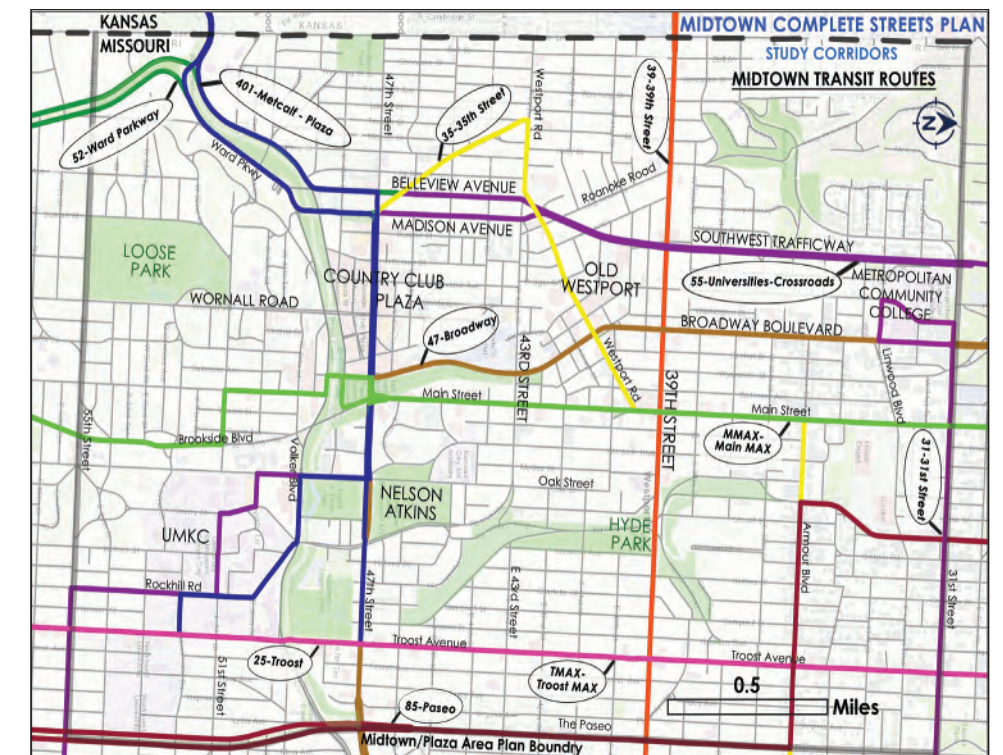 KANSAS
MISSOURI
KANSAS
MIDTOWN COMPLETE STREETS PLAN
STUDY CORRIDORS
MIDTOWN TRANSIT ROUTES
N
52-Ward Parkway
401-Metcalf - Plaza
47th Street
35-35th Street
Westport Rd
39-39th Street
Ward Pkwy
Roanoke Road
BELLEVIEW AVENUE
MADISON AVENUE
SOUTHWEST TRAFFICWAY
LOOSE
PARK
COUNTRY CLUB
PLAZA
OLD
WESTPORT
55-Universities-Crossroads
METROPOLITAN
COMMUNITY
COLLEGE
WORNALL ROAD
47-Broadway
BROADWAY BOULEVARD
43RD STREET
Westport Rd
Linwood Blvd
39TH STREET
Main Street
Main Street
55th Street
Brookside Blvd
MMAX-
Main MAX
31-31st Street
Volker Blvd
Oak Street
NELSON
ATKINS
UMKC
HYDE
PARK
Armour Blvd
Rockhill Rd
47th Street
E 43rd Street
31st Street
Troost Avenue
Troost Avenue
25-Troost
51st Street
TMAX-
Troost MAX
0.5
Miles
85-Paseo
The Paseo
Midtown/Plaza Area Plan Boundry